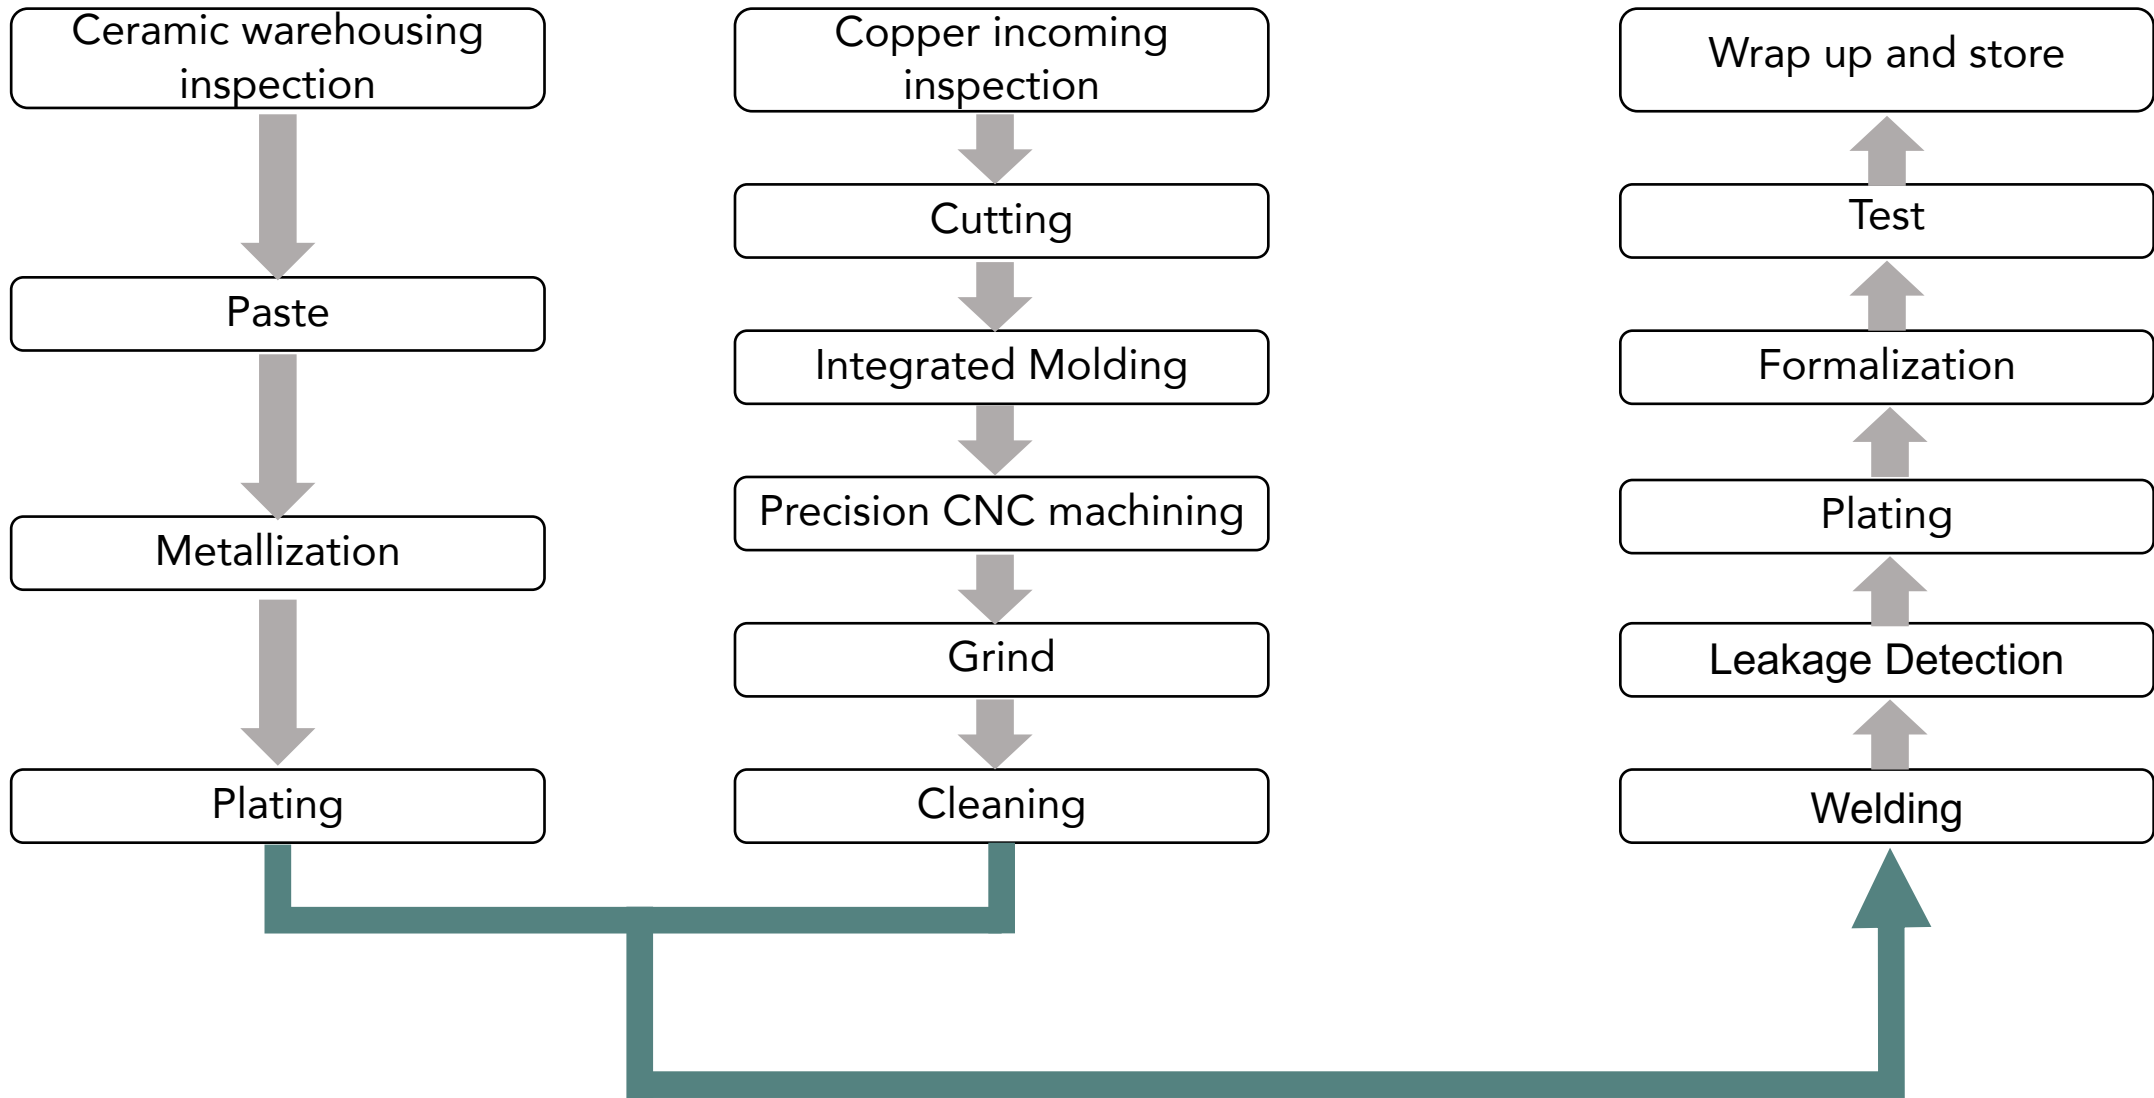 Ceramic warehousing
inspection
Paste
Metallization
Plating
Copper incoming
inspection
Cutting
Integrated Molding
Precision CNC machining
Grind
Cleaning
Wrap up and store
Test
Formalization
Plating
Leakage Detection
Welding